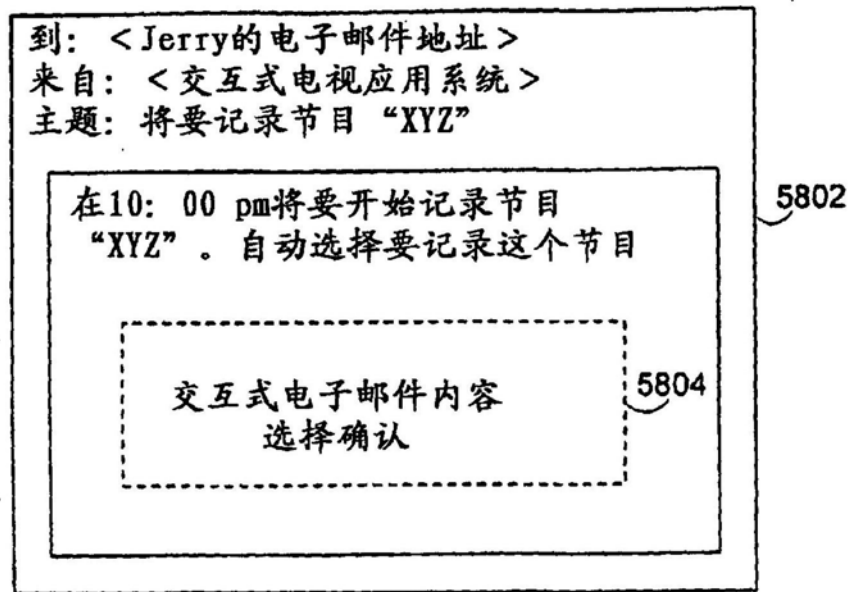 到: <Jerry的电子邮件地址>
来自: <交互式电视应用系统>
主题: 将要记录节目 “XYZ”
在10: 00 pm将要开始记录节目
“XYZ” 。自动选择要记录这个节目
5802
交互式电子邮件内容
选择确认
5804